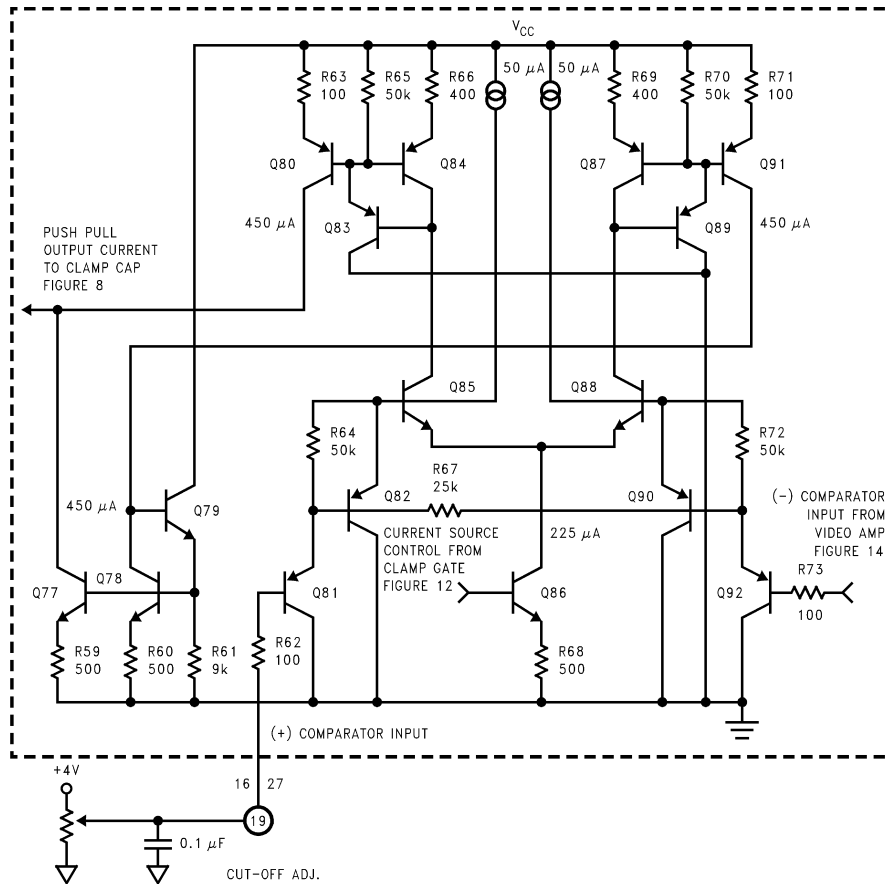 V_CC
50 μA 50 μA
R63
100
R65
50k
R66
400
R69
400
R70
50k
R71
100
Q80
Q84
Q87
Q91
450 μA
Q83
Q89
450 μA
PUSH PULL
OUTPUT CURRENT
TO CLAMP CAP
FIGURE 8
Q85
Q88
R64
50k
R67
25k
R72
50k
450 μA
Q79
Q82
Q90
(-) COMPARATOR
INPUT FROM
VIDEO AMP
FIGURE 14
CURRENT SOURCE
CONTROL FROM
CLAMP GATE
FIGURE 12
225 μA
Q77
Q78
Q81
Q86
Q92
R73
100
R59
500
R60
500
R61
9k
R62
100
R68
500
(+) COMPARATOR INPUT
+4V
16 27
19
0.1 μF
CUT-OFF ADJ.